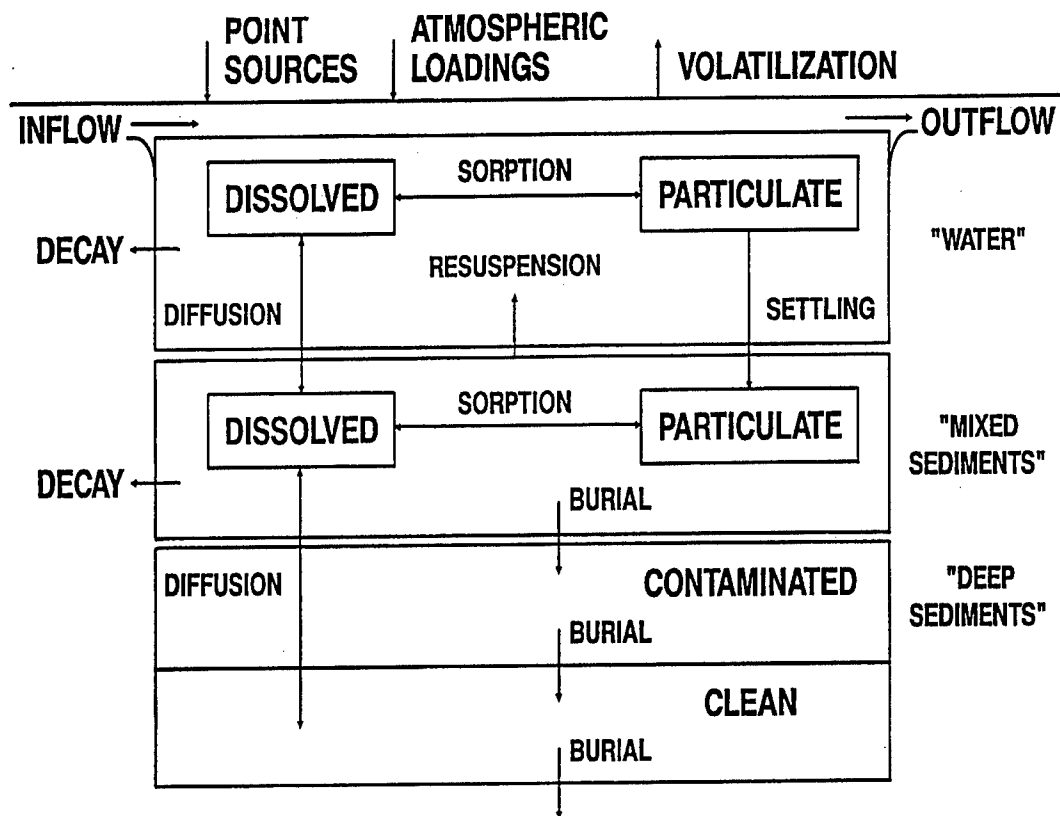 POINT
SOURCES
ATMOSPHERIC
LOADINGS
VOLATILIZATION
INFLOW
OUTFLOW
DISSOLVED
SORPTION
PARTICULATE
DECAY
"WATER"
RESUSPENSION
DIFFUSION
SETTLING
DISSOLVED
SORPTION
PARTICULATE
"MIXED
SEDIMENTS"
DECAY
BURIAL
DIFFUSION
CONTAMINATED
"DEEP
SEDIMENTS"
BURIAL
CLEAN
BURIAL